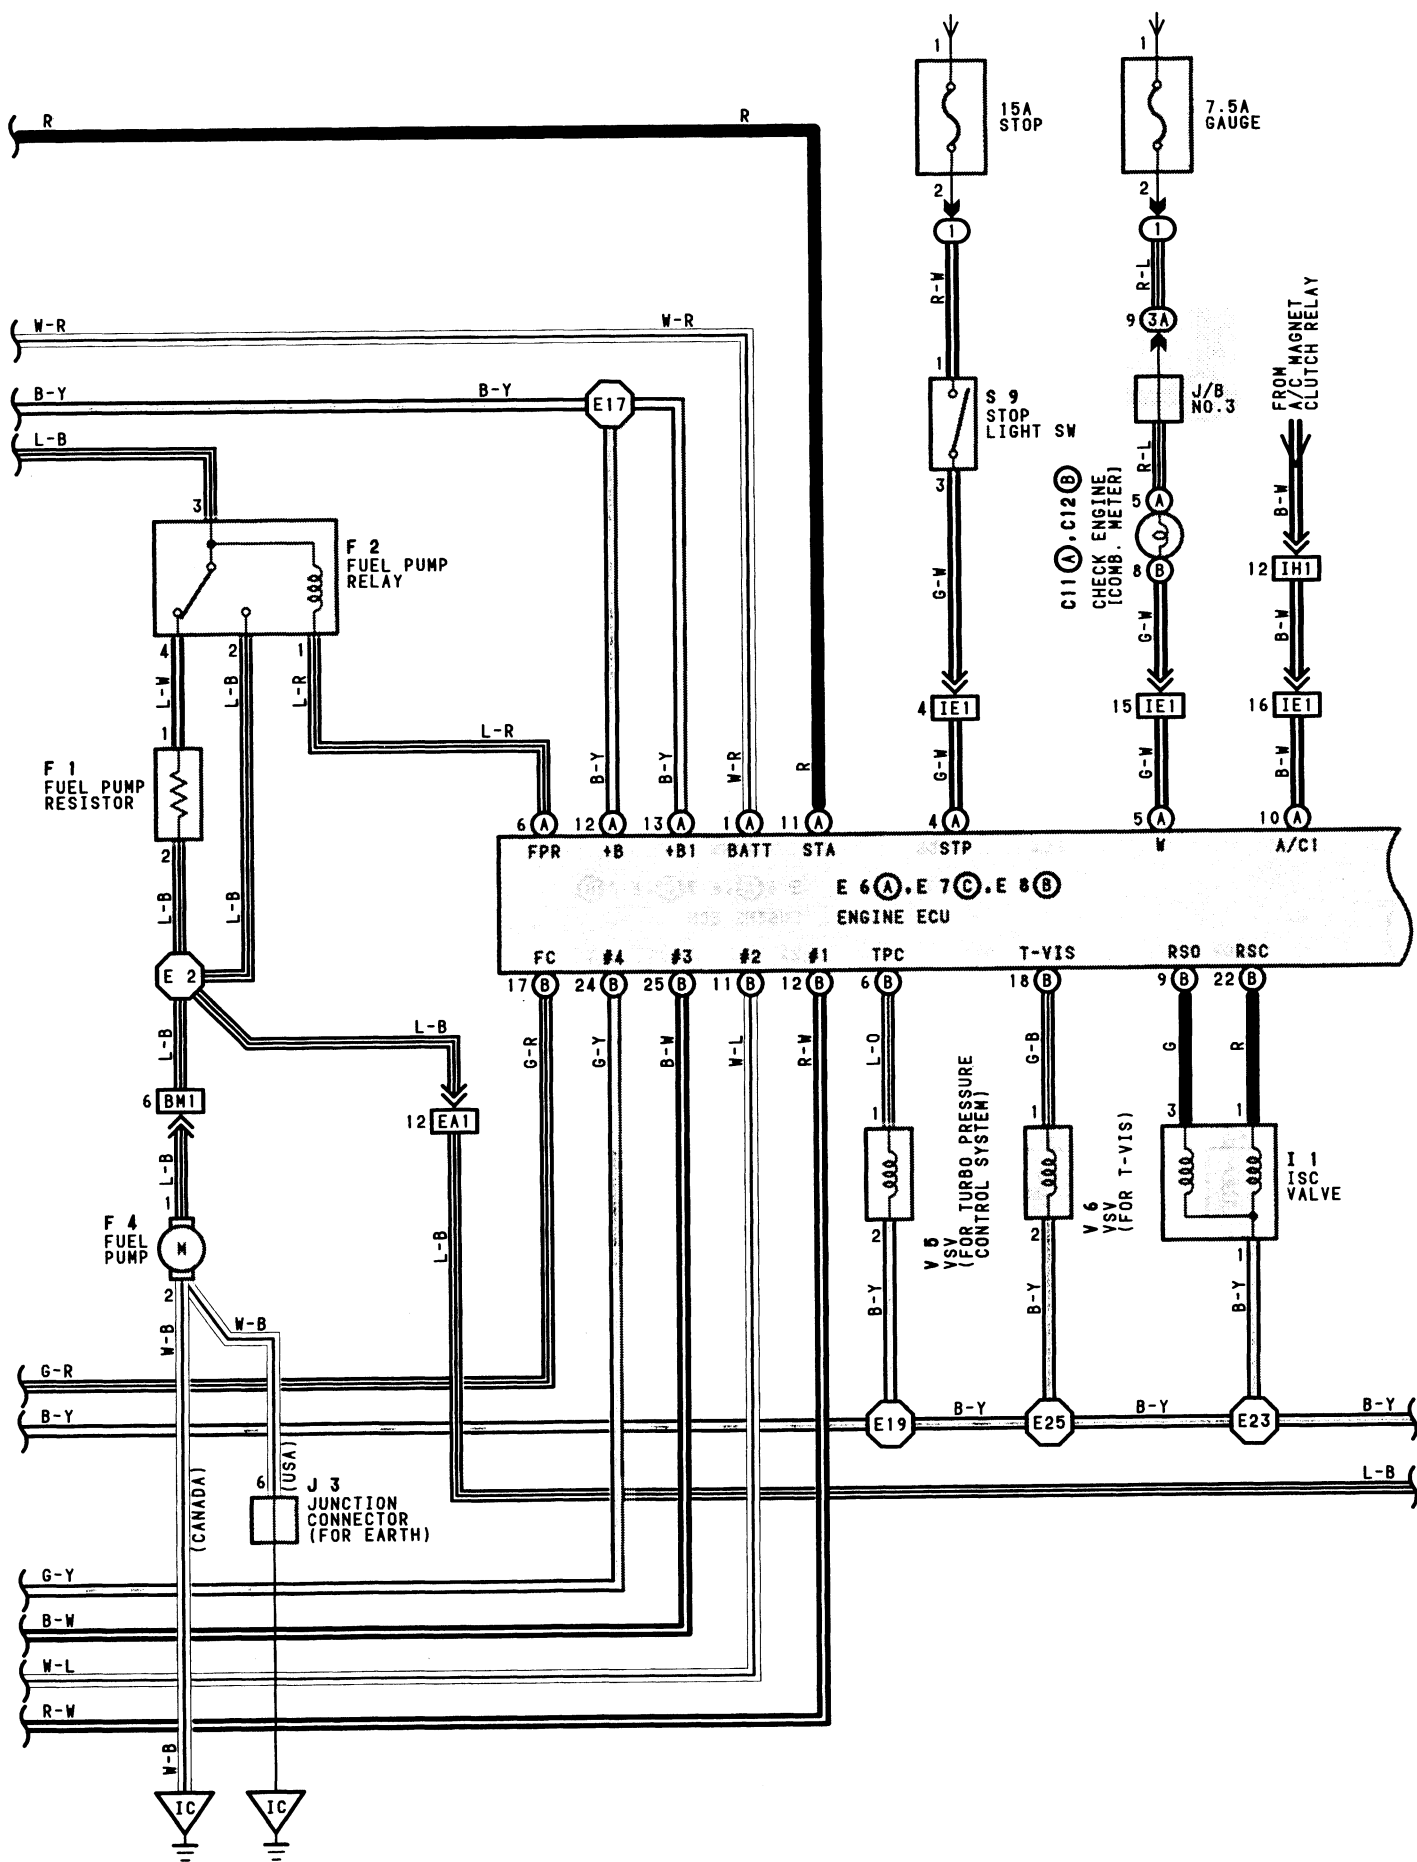 1
1
15A
STOP
7.5A
GAUGE
R
R
2
2
1
1
R-W
R-L
9 3A
W-R
W-R
1
FROM
A/C MAGNET
CLUTCH RELAY
B-Y
B-Y
E17
S 9
STOP
LIGHT SW
J/B
NO.3
L-B
3
3
R-L
5 A
C11 A, C12 B
CHECK ENGINE
[COMB. METER]
B-W
F 2
FUEL PUMP
RELAY
8 B
12 IH1
G-W
G-W
B-W
4
2
1
L-W
L-B
L-R
1
L-R
4 IE1
15 IE1
16 IE1
F 1
FUEL PUMP
RESISTOR
B-Y
B-Y
W-R
R
G-W
G-W
B-W
6 A
12 A
13 A
1 A
11 A
4 A
5 A
10 A
FPR
+B
+B1
BATT
STA
STP
W
A/C1
2
L-B
L-B
E 6 A, E 7 C, E 8 B
ENGINE ECU
FC
#4
#3
#2
#1
TPC
T-VIS
RSO
RSC
E 2
17 B
24 B
25 B
11 B
12 B
6 B
18 B
9 B
22 B
L-B
L-B
G-R
G-Y
B-W
W-L
R-W
L-O
G-B
G
R
6 BM1
12 EA1
1
1
3
1
L-B
1
V 5
VSV
(FOR TURBO PRESSURE
CONTROL SYSTEM)
V 6
VSV
(FOR T-VIS)
I 1
ISC
VALVE
F 4
FUEL
PUMP
M
L-B
2
2
1
2
W-B
W-B
B-Y
B-Y
B-Y
G-R
B-Y
E19
B-Y
E25
B-Y
E23
B-Y
(CANADA)
(USA)
6
J 3
JUNCTION
CONNECTOR
(FOR EARTH)
L-B
G-Y
B-W
W-L
R-W
W-B
IC
IC